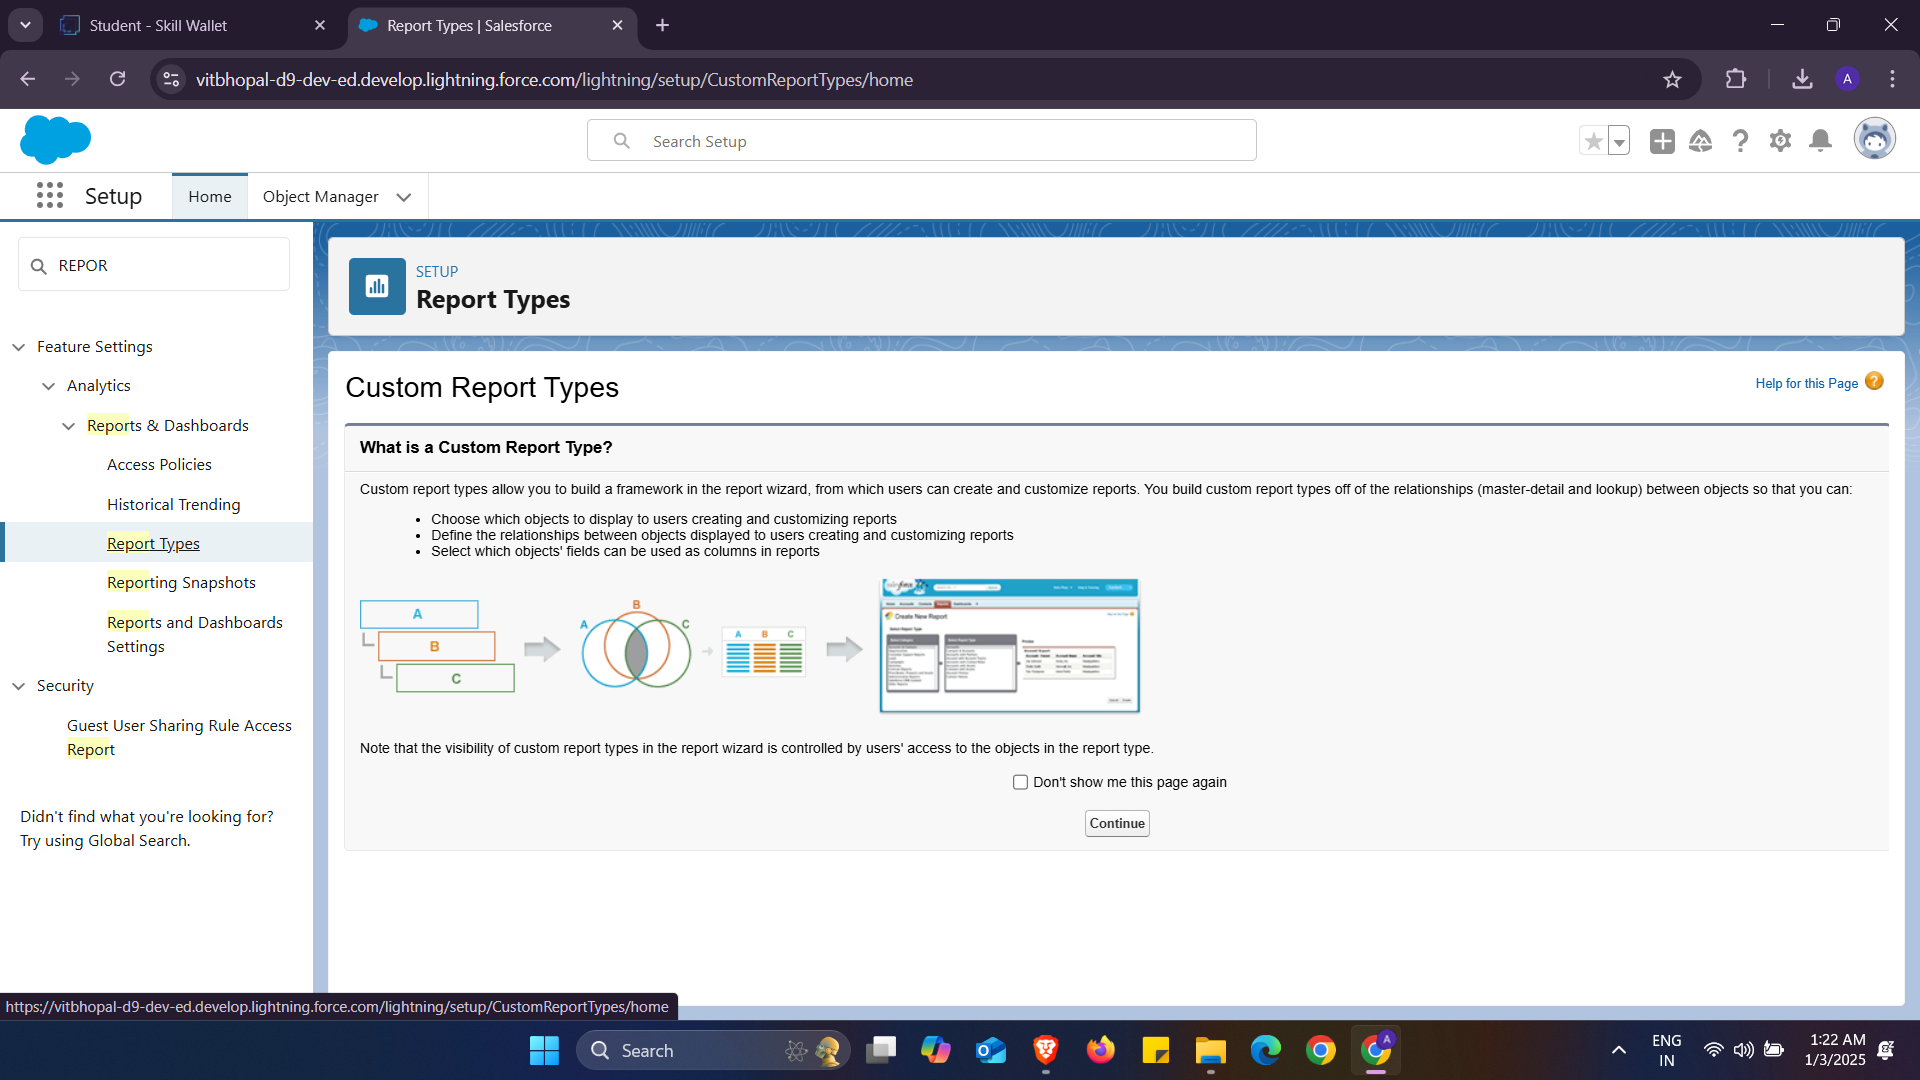 Student - Skill Wallet
Report Types | Salesforce
vitbhopal-d9-dev-ed.develop.lightning.force.com/lightning/setup/CustomReportTypes/home
A
Search Setup
Setup
Home
Object Manager
REPOR
Feature Settings
Analytics
Reports & Dashboards
Access Policies
Historical Trending
Report Types
Reporting Snapshots
Reports and Dashboards
Settings
Security
Guest User Sharing Rule Access
Report
Didn't find what you're looking for?
Try using Global Search.
SETUP
Report Types
Custom Report Types
Help for this Page
What is a Custom Report Type?
Custom report types allow you to build a framework in the report wizard, from which users can create and customize reports. You build custom report types off of the relationships (master-detail and lookup) between objects so that you can:
• Choose which objects to display to users creating and customizing reports
• Define the relationships between objects displayed to users creating and customizing reports
• Select which objects' fields can be used as columns in reports
A
B
C
A
B
C
A B C
Create New Report
Note that the visibility of custom report types in the report wizard is controlled by users' access to the objects in the report type.
Don't show me this page again
Continue
https://vitbhopal-d9-dev-ed.develop.lightning.force.com/lightning/setup/CustomReportTypes/home
Search
A
ENG
IN
1:22 AM
1/3/2025